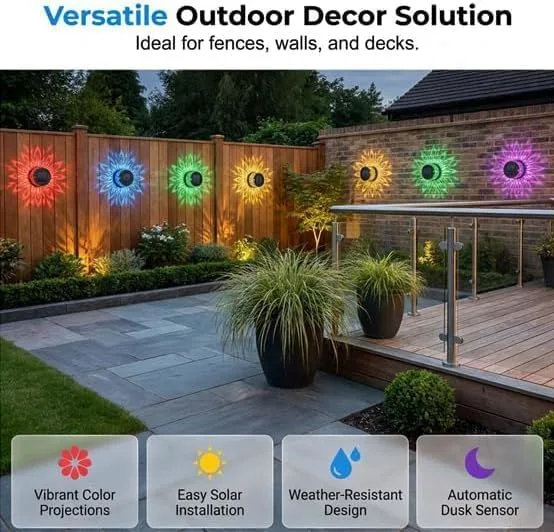 Versatile Outdoor Decor Solution
Ideal for fences, walls, and decks.
Vibrant Color
Projections
Easy Solar
Installation
Weather-Resistant
Design
Automatic
Dusk Sensor